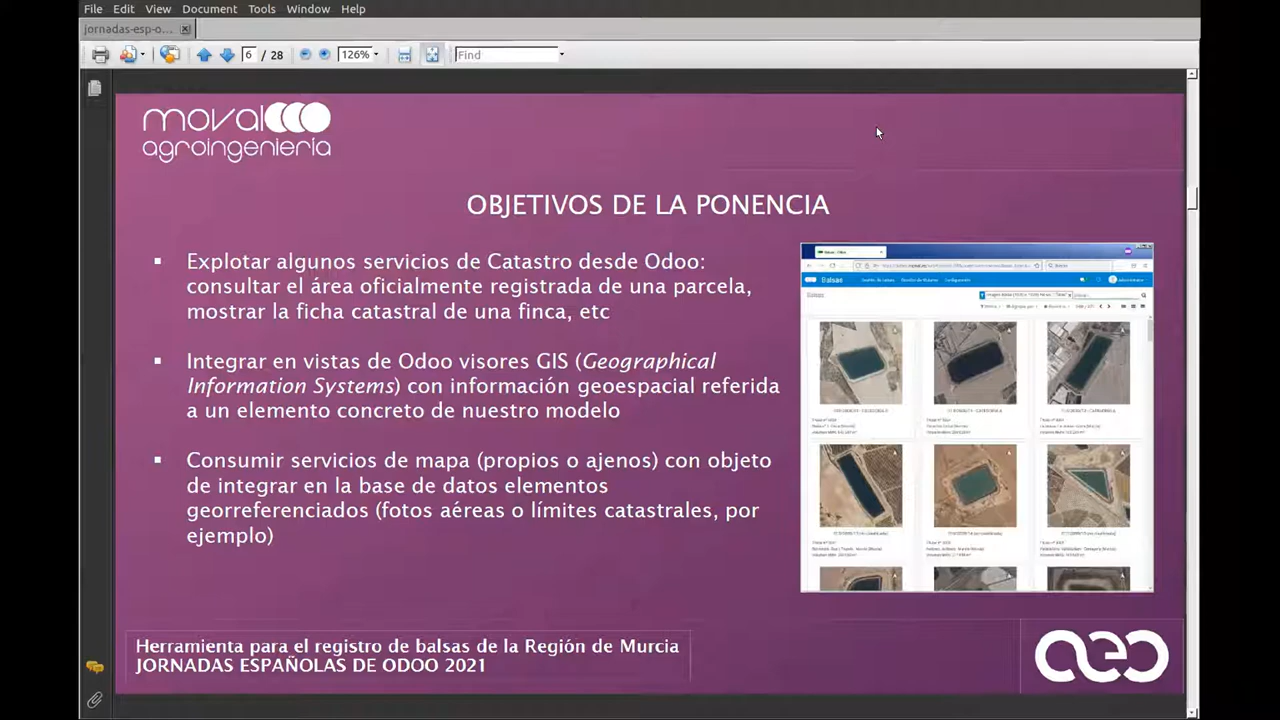 File Edit View Document Tools Window Help
jornadas-esp-o...
6 / 28 126% Find
moval
agroingeniería
OBJETIVOS DE LA PONENCIA
▪ Explotar algunos servicios de Catastro desde Odoo:
consultar el área oficialmente registrada de una parcela,
mostrar la ficha catastral de una finca, etc
▪ Integrar en vistas de Odoo visores GIS (Geographical
Information Systems) con información geoespacial referida
a un elemento concreto de nuestro modelo
▪ Consumir servicios de mapa (propios o ajenos) con objeto
de integrar en la base de datos elementos
georreferenciados (fotos aéreas o límites catastrales, por
ejemplo)
Balsas
Herramienta para el registro de balsas de la Región de Murcia
JORNADAS ESPAÑOLAS DE ODOO 2021
aeo